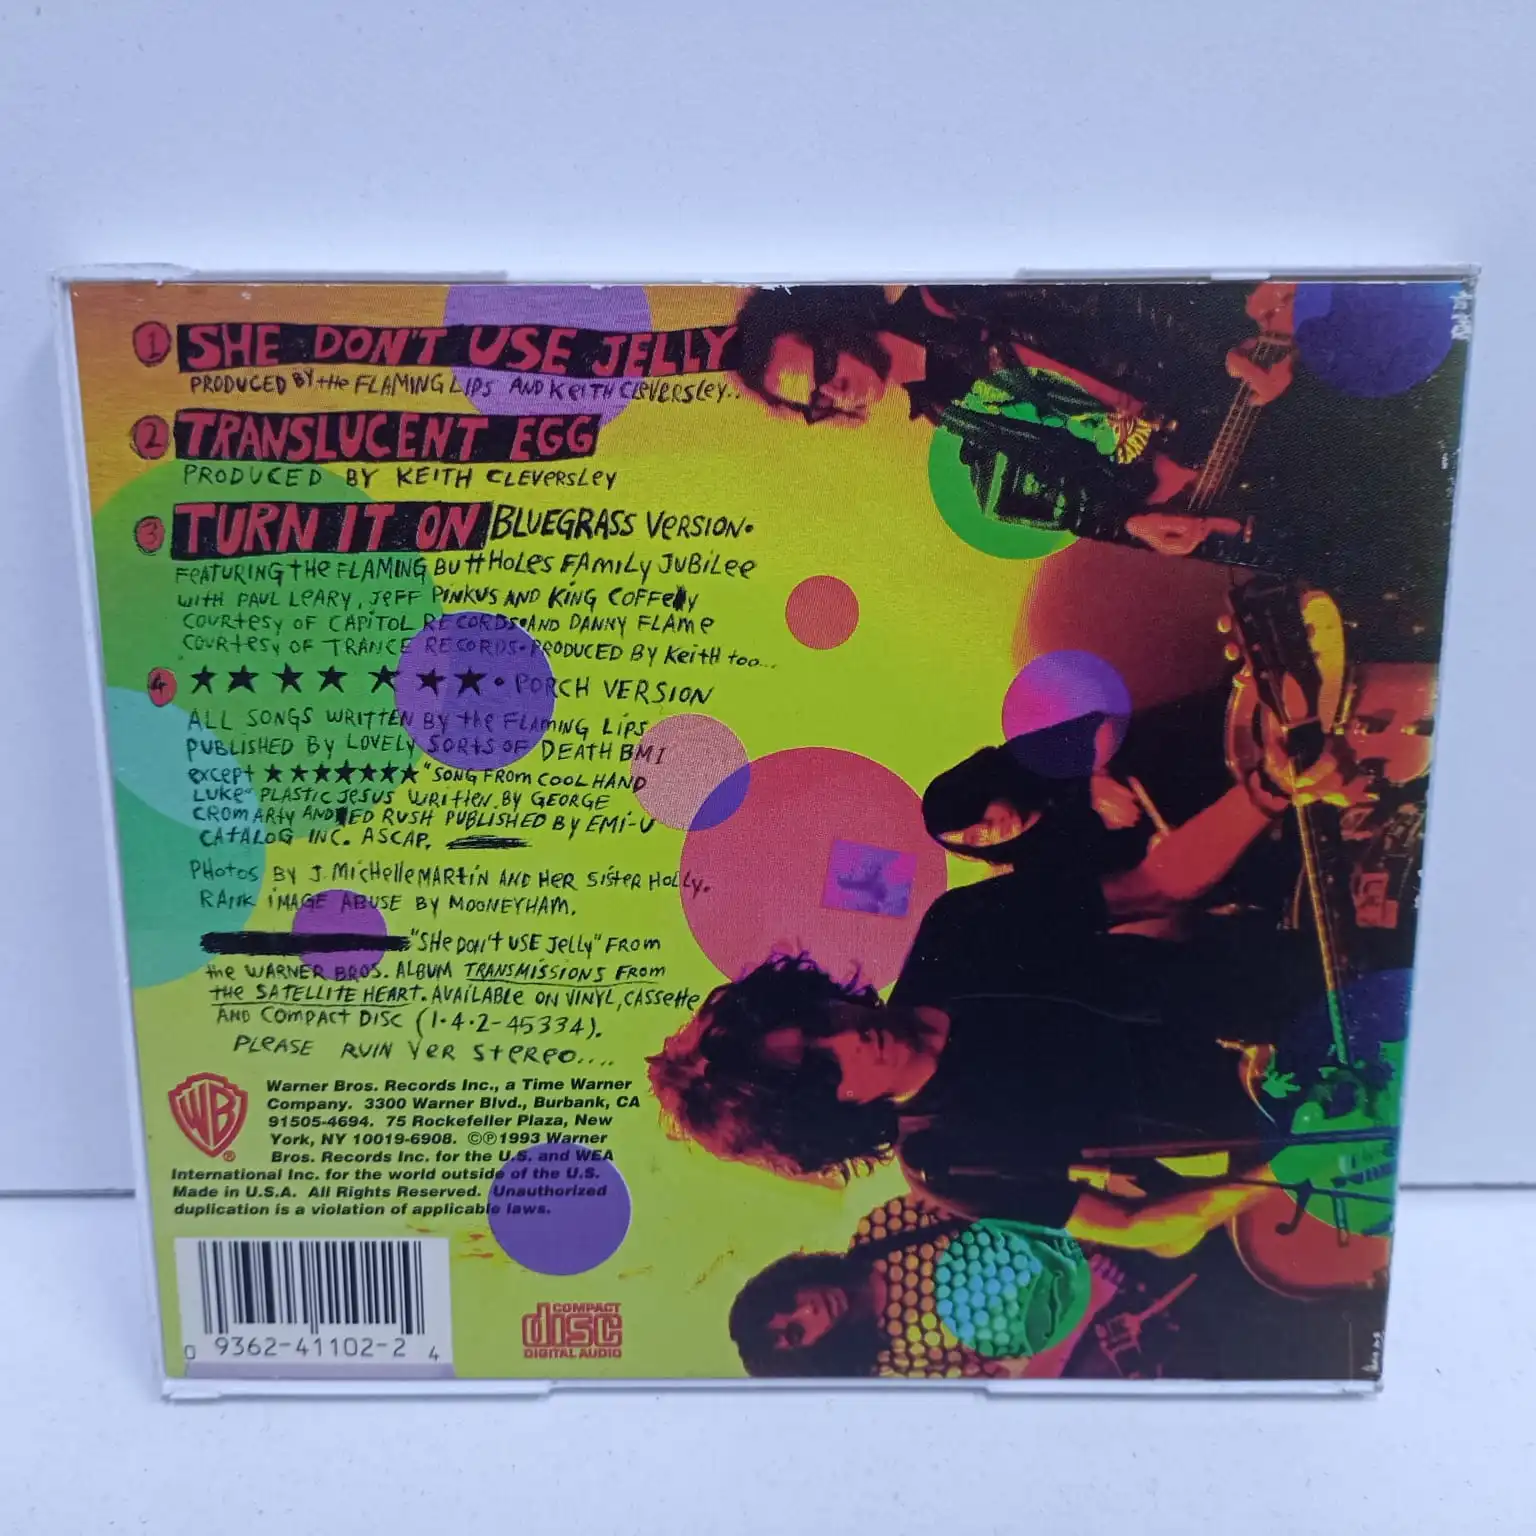 1 SHE DON'T USE JELLY
PRODUCED BY the FLAMING LIPS AND KEITH CLEVERSLEY..
2 TRANSLUCENT EGG
PRODUCED BY KEITH CLEVERSLEY
3 TURN IT ON BLUEGRASS VERSION.
FEATURING the FLAMING BUTTHOLES FAMILY JUBILEE
WITH PAUL LEARY, JEFF PINKUS AND KING COFFEY
COURTESY OF CAPITOL RECORDS • AND DANNY FLAME
COURTESY OF TRANCE RECORDS • PRODUCED BY KEITH too...
4 ★ ★ ★ ★ ★ ★ ★ • PORCH VERSION
ALL SONGS WRITTEN BY the FLAMING LIPS
PUBLISHED BY LOVELY SORTS OF DEATH BMI
except ★★★★★★★ "SONG FROM COOL HAND
LUKE" PLASTIC JESUS WRITTEN BY GEORGE
CROMARTY AND ED RUSH PUBLISHED BY EMI-U
CATALOG INC. ASCAP.
PHOTOS BY J. MICHELLE MARTIN AND HER SISTER HOLLY.
RANK IMAGE ABUSE BY MOONEYHAM.
"SHE DON'T USE JELLY" FROM
the WARNER BROS. ALBUM TRANSMISSIONS FROM
THE SATELLITE HEART. AVAILABLE ON VINYL, CASSETTE
AND COMPACT DISC (1·4·2-45334).
PLEASE RUIN YER STEREO....
WB
®
Warner Bros. Records Inc., a Time Warner
Company. 3300 Warner Blvd., Burbank, CA
91505-4694. 75 Rockefeller Plaza, New
York, NY 10019-6908. ©℗1993 Warner
Bros. Records Inc. for the U.S. and WEA
International Inc. for the world outside of the U.S.
Made in U.S.A. All Rights Reserved. Unauthorized
duplication is a violation of applicable laws.
0 9362-41102-2 4
COMPACT
disc
DIGITAL AUDIO